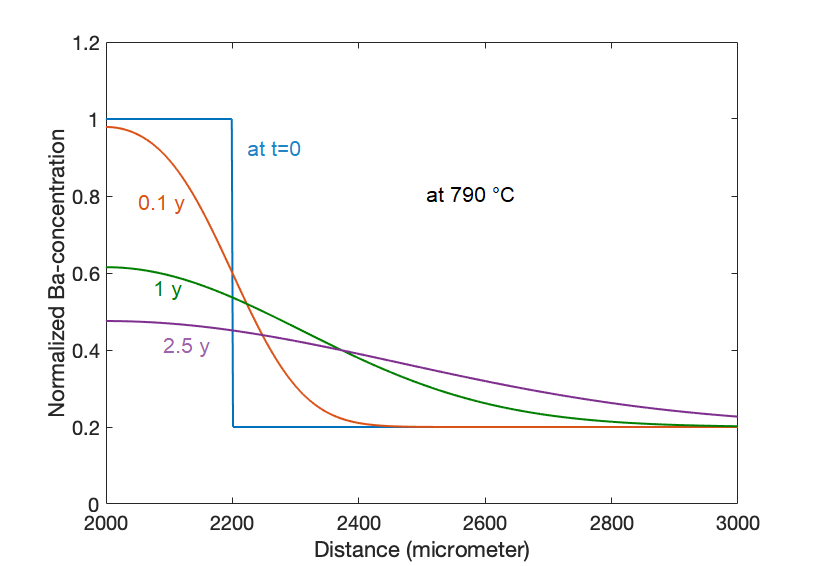 1.2
1
at t=0
0.1 y
0.8
at 790 °C
0.6
1 y
2.5 y
0.4
0.2
0
2000 2200 2400 2600 2800 3000
Distance (micrometer)
Normalized Ba-concentration